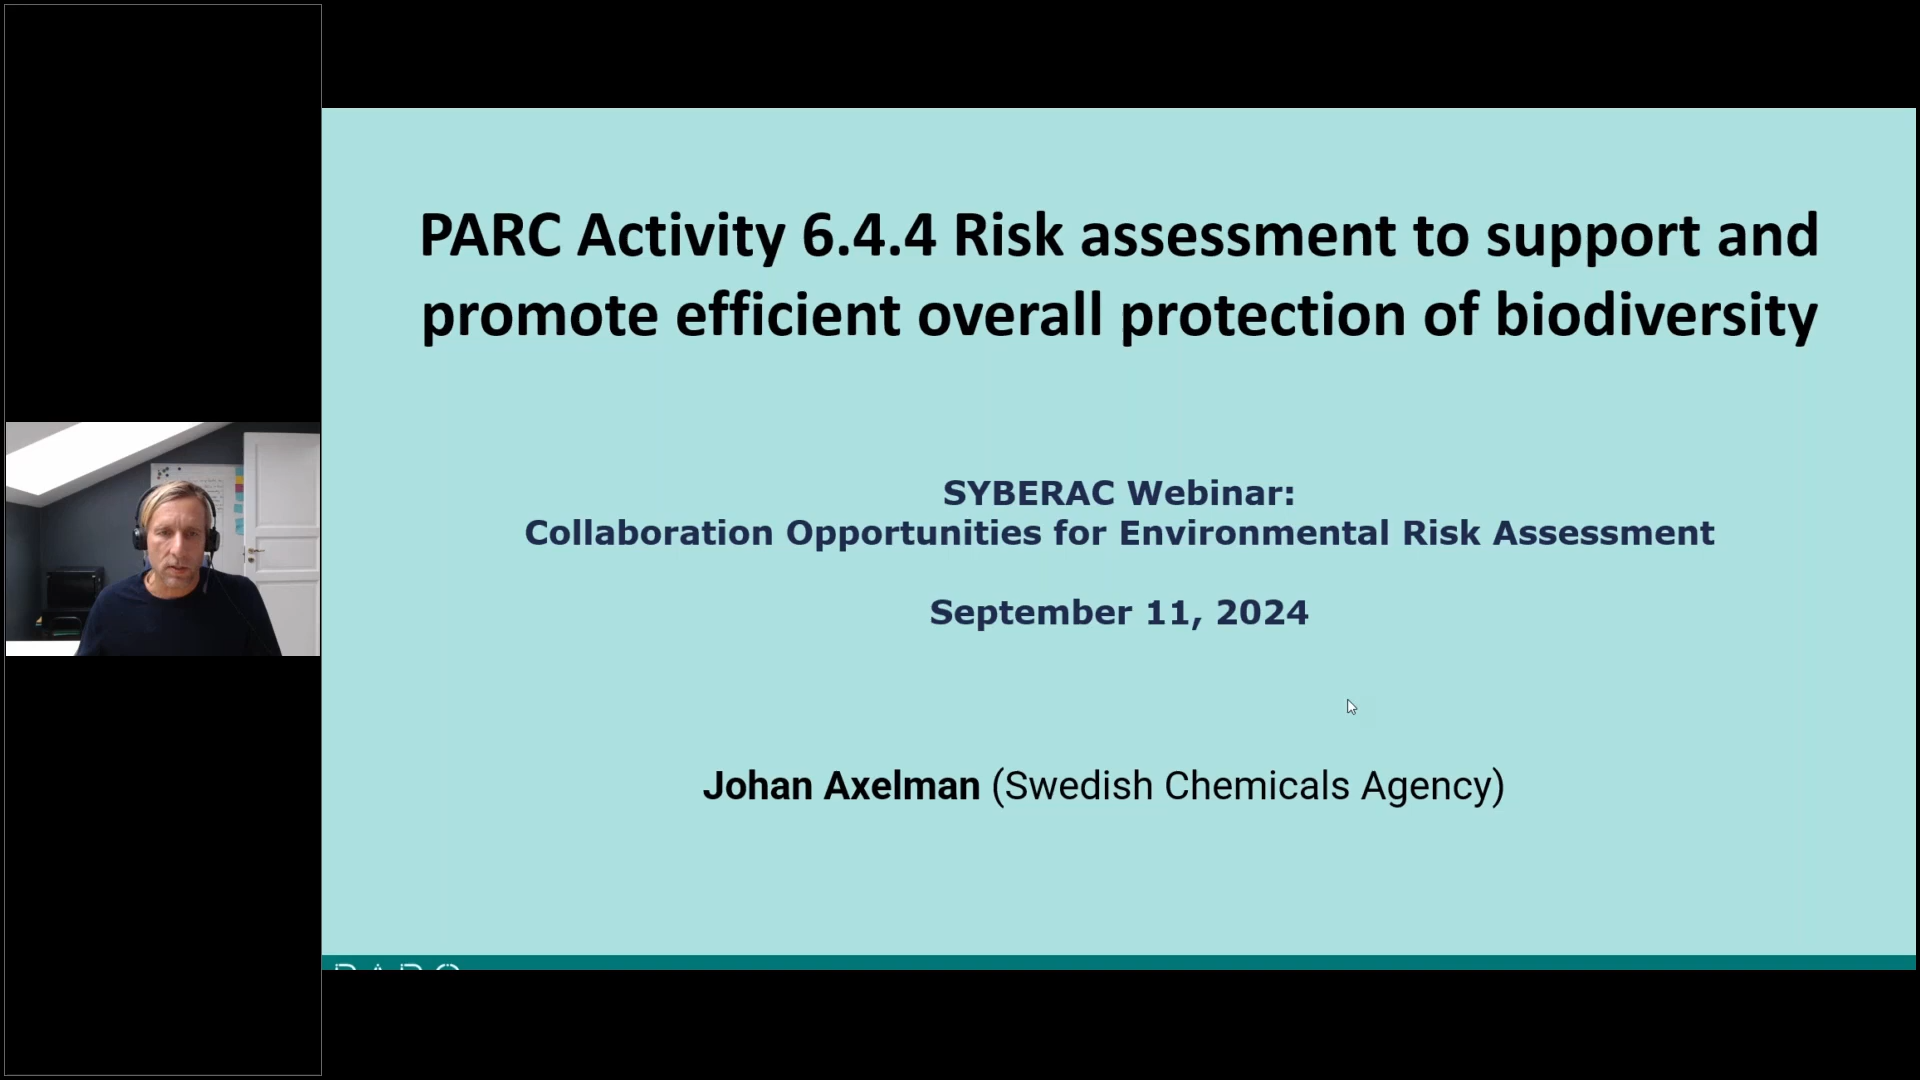 PARC Activity 6.4.4 Risk assessment to support and
promote efficient overall protection of biodiversity
SYBERAC Webinar:
Collaboration Opportunities for Environmental Risk Assessment
September 11, 2024
Johan Axelman (Swedish Chemicals Agency)